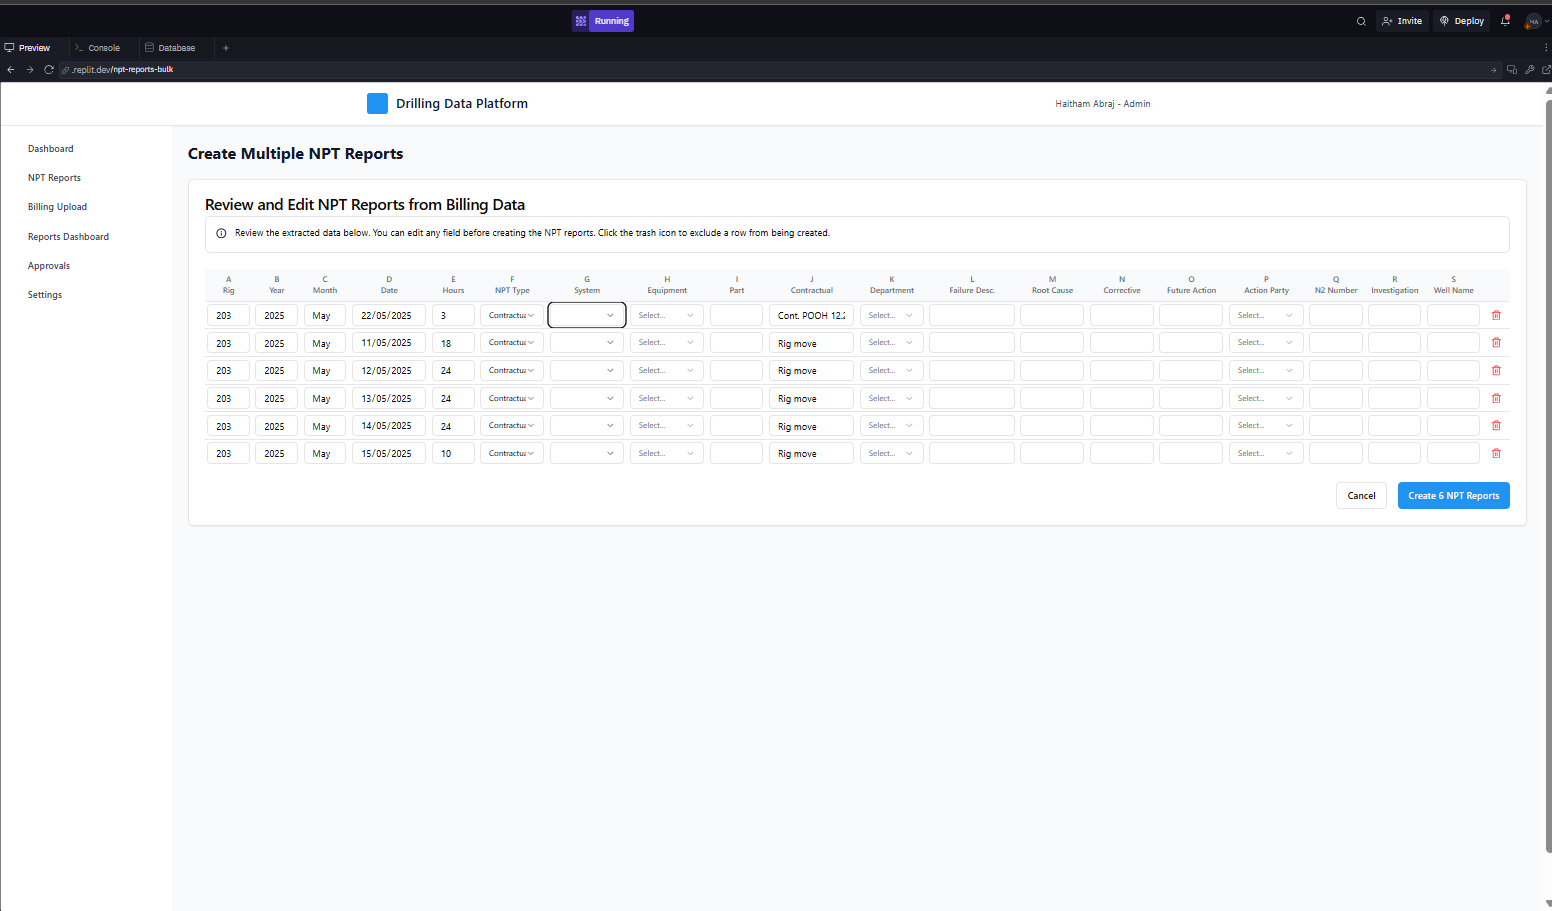 Running
Invite
Deploy
Preview
Console
Database
.replit.dev/npt-reports-bulk
Drilling Data Platform
Haitham Abraj - Admin
Dashboard
NPT Reports
Billing Upload
Reports Dashboard
Approvals
Settings
Create Multiple NPT Reports
Review and Edit NPT Reports from Billing Data
Review the extracted data below. You can edit any field before creating the NPT reports. Click the trash icon to exclude a row from being created.
A B C D E F G H I J K L M N O P Q R S
Rig Year Month Date Hours NPT Type System Equipment Part Contractual Department Failure Desc. Root Cause Corrective Future Action Action Party N2 Number Investigation Well Name
203 2025 May 22/05/2025 3 Contractua Select... Cont. POOH 12.2 Select... Select...
203 2025 May 11/05/2025 18 Contractua Select... Rig move Select... Select...
203 2025 May 12/05/2025 24 Contractua Select... Rig move Select... Select...
203 2025 May 13/05/2025 24 Contractua Select... Rig move Select... Select...
203 2025 May 14/05/2025 24 Contractua Select... Rig move Select... Select...
203 2025 May 15/05/2025 10 Contractua Select... Rig move Select... Select...
Cancel
Create 6 NPT Reports